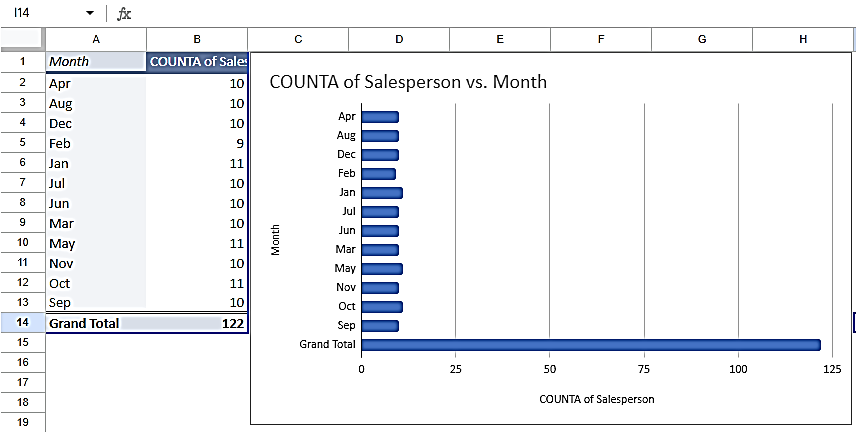 I14 fx
A B C D E F G H
1 Month COUNTA of Sales
2 Apr 10
3 Aug 10
4 Dec 10
5 Feb 9
6 Jan 11
7 Jul 10
8 Jun 10
9 Mar 10
10 May 11
11 Nov 10
12 Oct 11
13 Sep 10
14 Grand Total 122
15
16
17
18
19
COUNTA of Salesperson vs. Month
Month
Apr
Aug
Dec
Feb
Jan
Jul
Jun
Mar
May
Nov
Oct
Sep
Grand Total
0 25 50 75 100 125
COUNTA of Salesperson